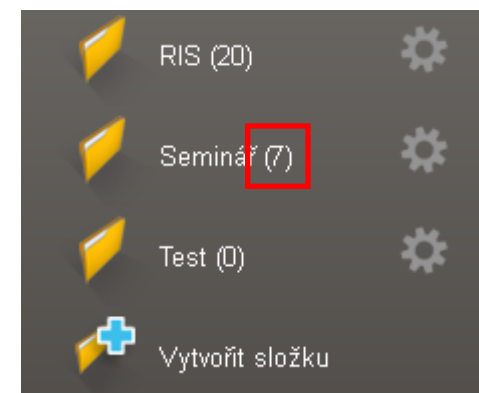 RIS (20)
Seminář (7)
Test (0)
Vytvořit složku